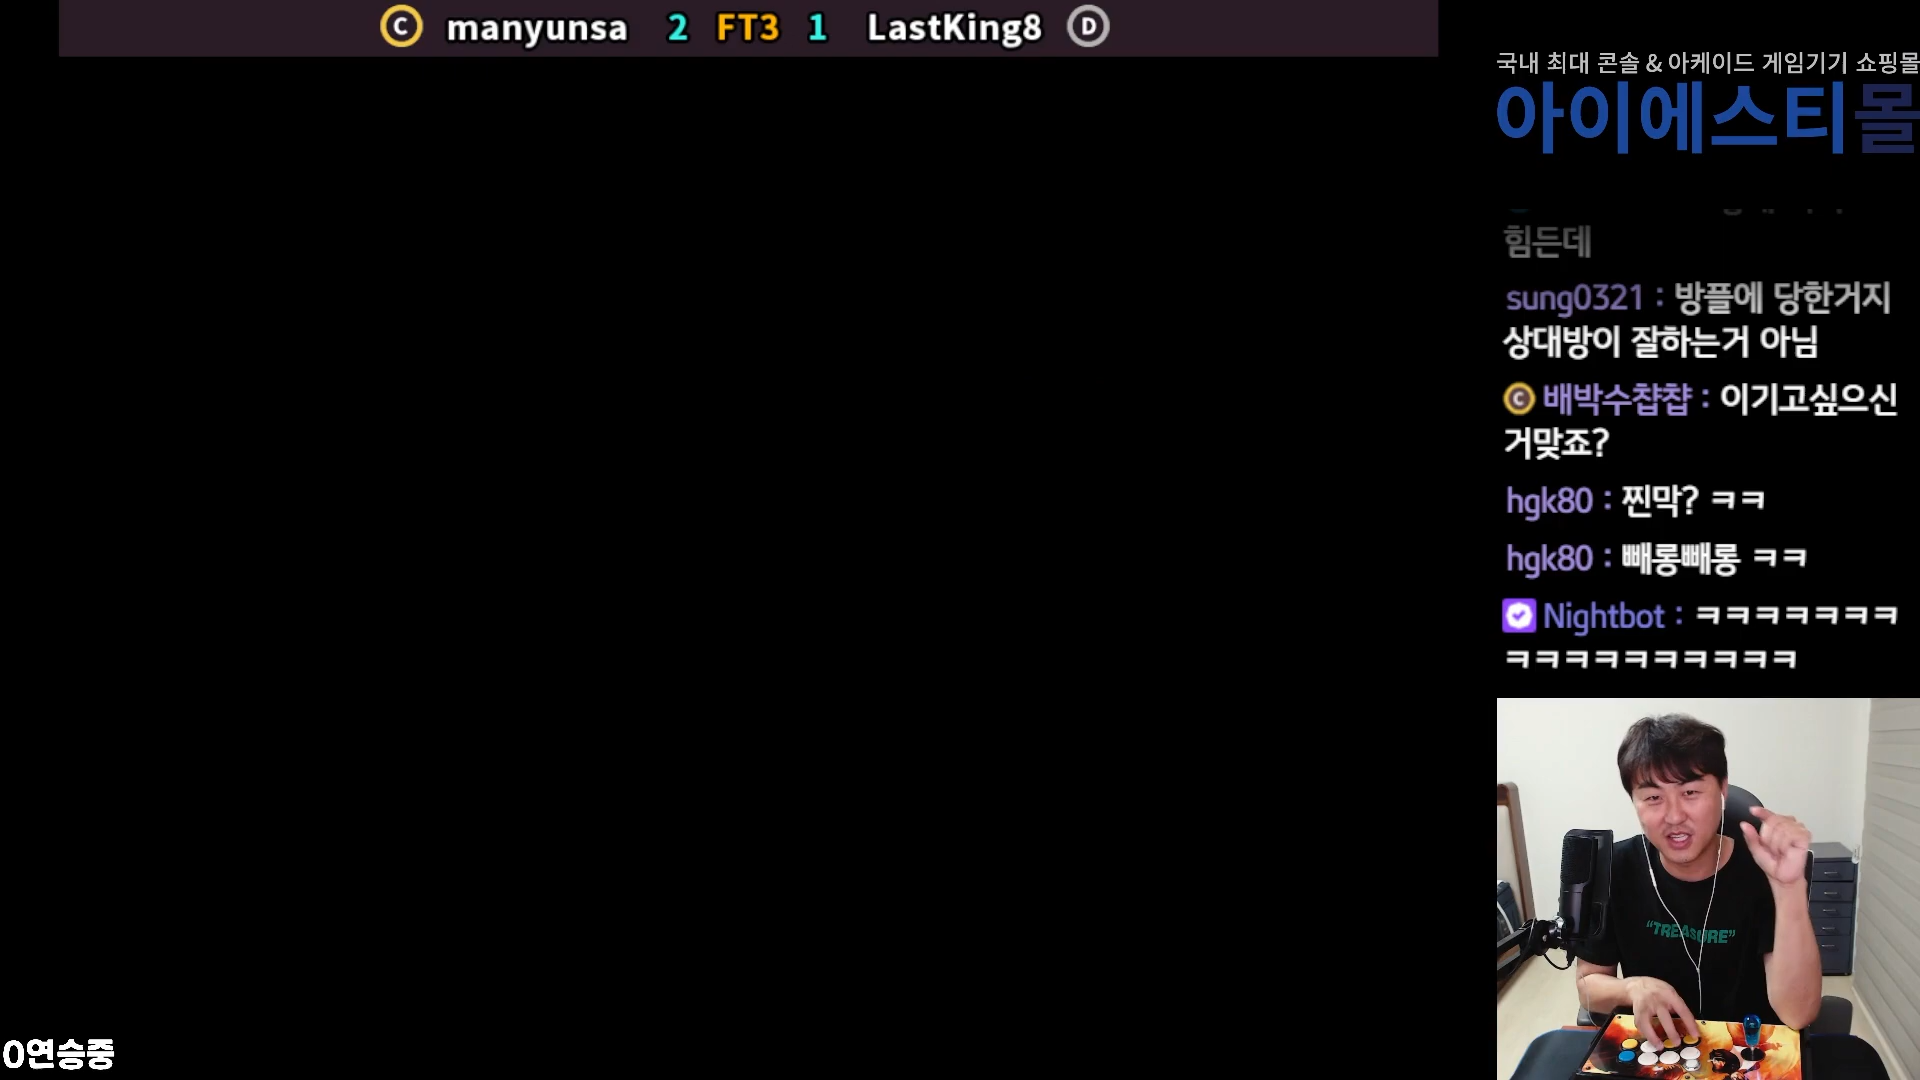 C manyunsa 2 FT3 1 LastKing8 D
국내 최대 콘솔 & 아케이드 게임기기 쇼핑몰
아이에스티몰
힘든데
sung0321 : 방플에 당한거지
상대방이 잘하는거 아님
C 배박수챱챱 : 이기고싶으신
거맞죠?
hgk80 : 찐막? ㅋㅋ
hgk80 : 빼롱빼롱 ㅋㅋ
Nightbot : ㅋㅋㅋㅋㅋㅋㅋ
ㅋㅋㅋㅋㅋㅋㅋㅋㅋㅋ
"TREASURE"
0연승중